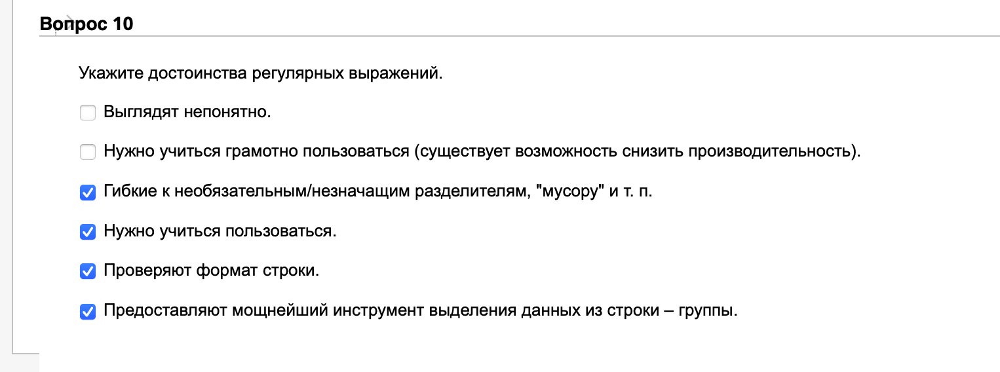 Вопрос 10
Укажите достоинства регулярных выражений.
Выглядят непонятно.
Нужно учиться грамотно пользоваться (существует возможность снизить производительность).
Гибкие к необязательным/незначащим разделителям, "мусору" и т. п.
Нужно учиться пользоваться.
Проверяют формат строки.
Предоставляют мощнейший инструмент выделения данных из строки – группы.